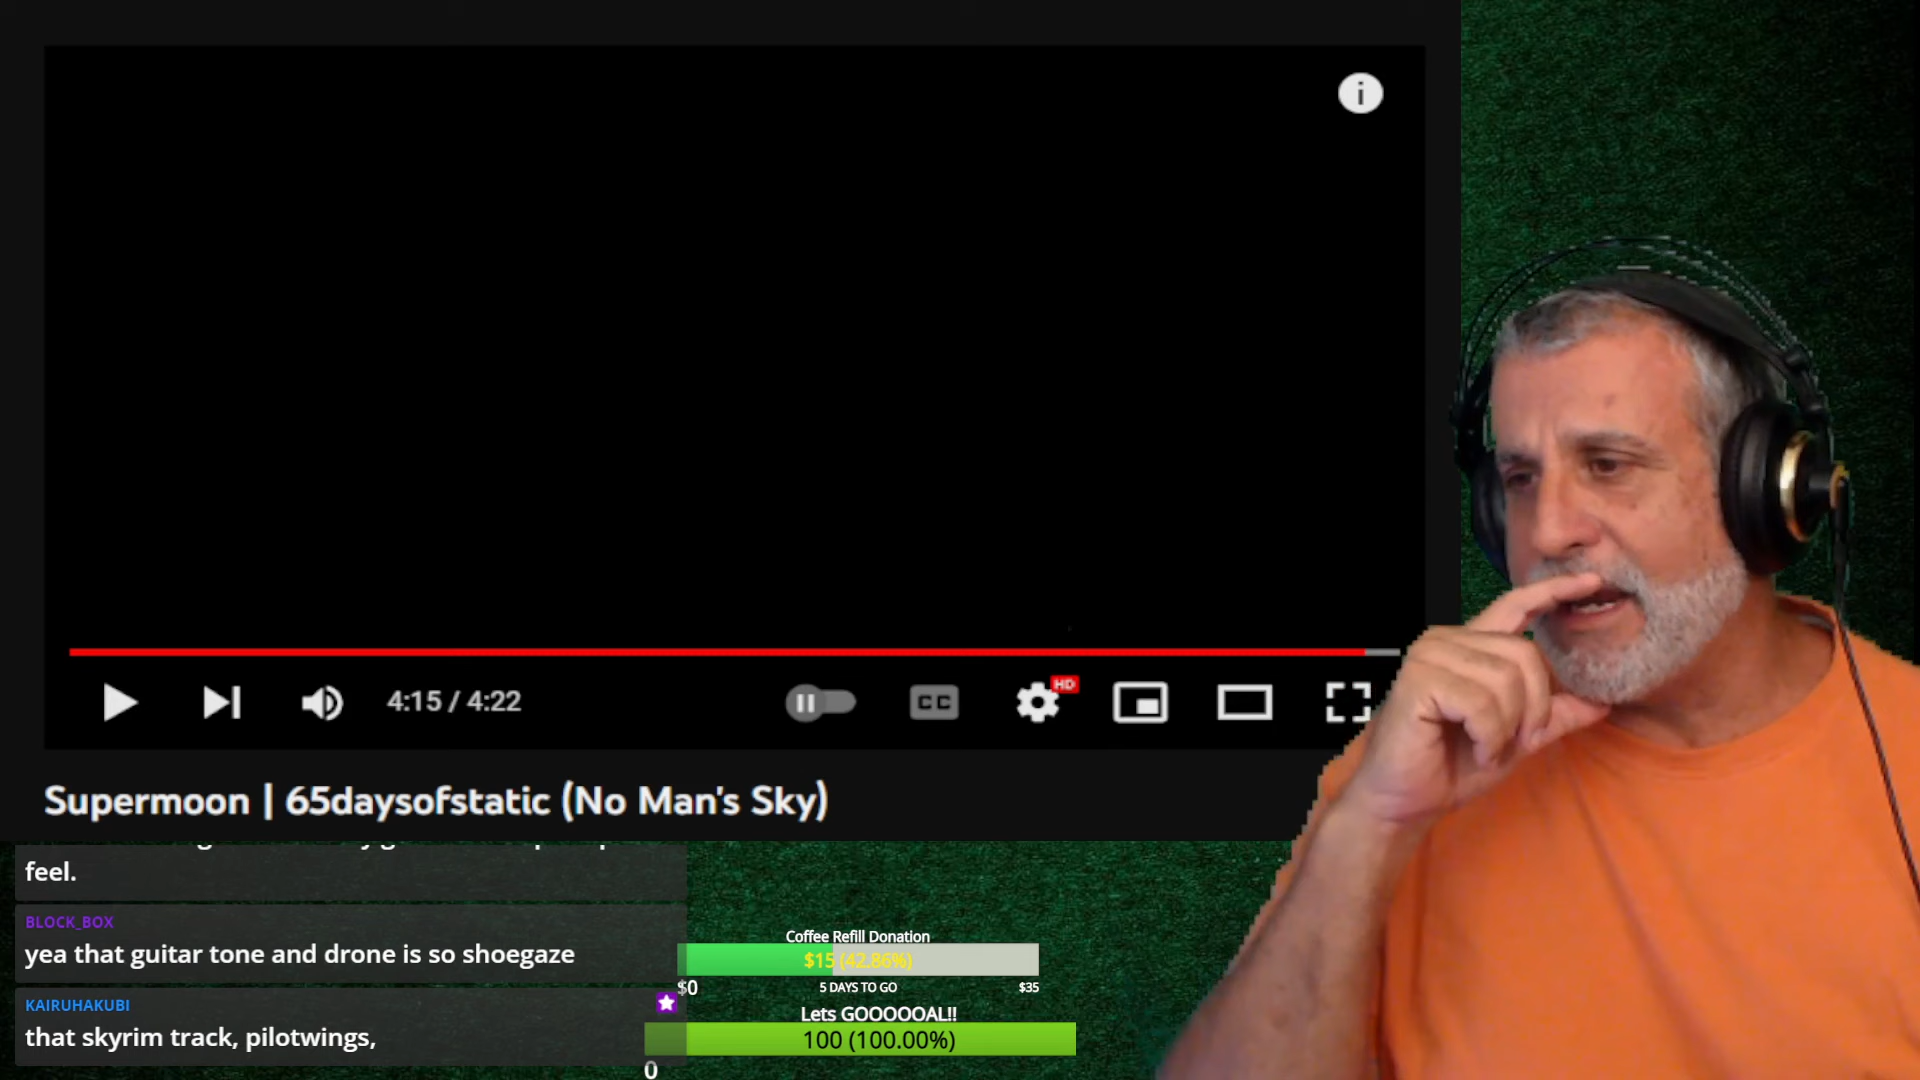 i
HD
4:15 / 4:22
CC
Supermoon | 65daysofstatic (No Man's Sky)
feel.
BLOCK_BOX
yea that guitar tone and drone is so shoegaze
KAIRUHAKUBI
that skyrim track, pilotwings,
Coffee Refill Donation
$15 (42.86%)
$0
5 DAYS TO GO
$35
Lets GOOOOOAL!!
100 (100.00%)
0